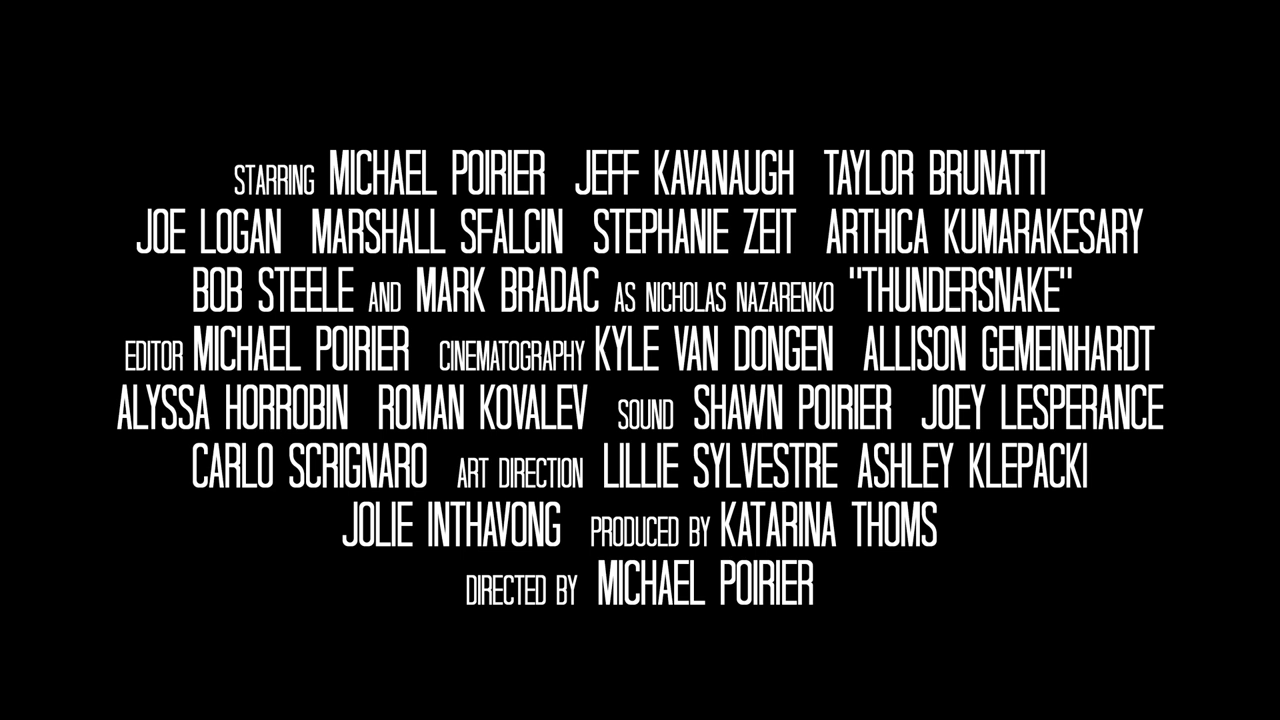 STARRING MICHAEL POIRIER JEFF KAVANAUGH TAYLOR BRUNATTI
JOE LOGAN MARSHALL SFALCIN STEPHANIE ZEIT ARTHICA KUMARAKESARY
BOB STEELE AND MARK BRADAC AS NICHOLAS NAZARENKO "THUNDERSNAKE"
EDITOR MICHAEL POIRIER CINEMATOGRAPHY KYLE VAN DONGEN ALLISON GEMEINHARDT
ALYSSA HORROBIN ROMAN KOVALEV SOUND SHAWN POIRIER JOEY LESPERANCE
CARLO SCRIGNARO ART DIRECTION LILLIE SYLVESTRE ASHLEY KLEPACKI
JOLIE INTHAVONG PRODUCED BY KATARINA THOMS
DIRECTED BY MICHAEL POIRIER